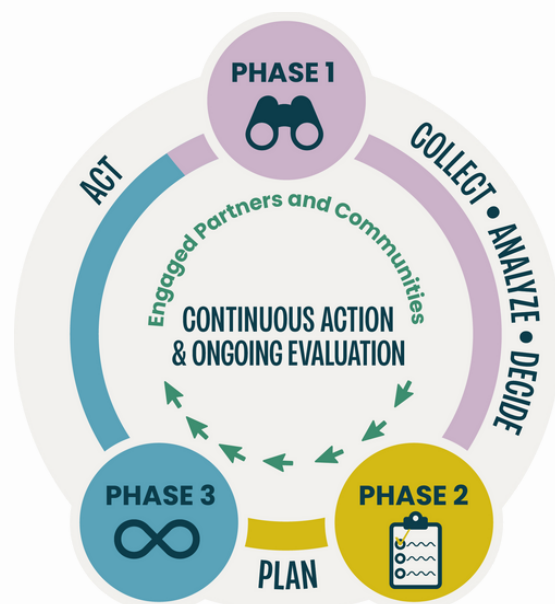 PHASE 1
COLLECT • ANALYZE • DECIDE
ACT
Engaged Partners and Communities
CONTINUOUS ACTION
& ONGOING EVALUATION
PHASE 3
PHASE 2
PLAN